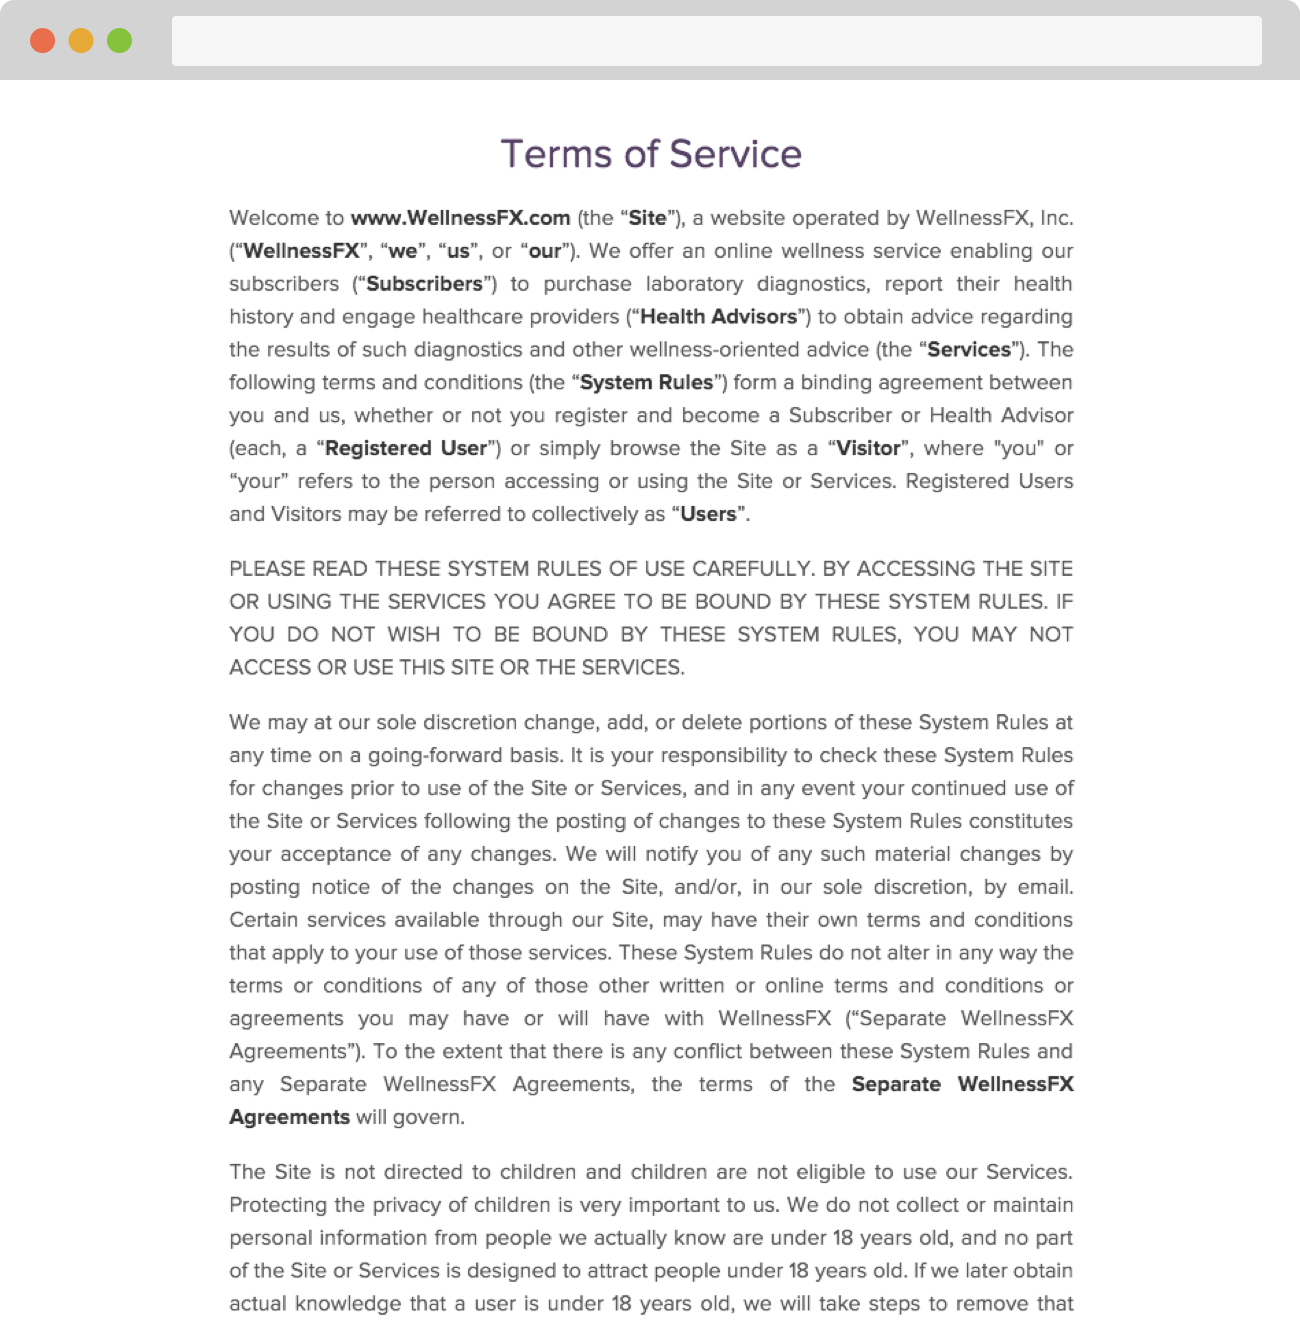 Terms of Service
Welcome to www.WellnessFX.com (the “Site”), a website operated by WellnessFX, Inc.
(“WellnessFX”, “we”, “us”, or “our”). We offer an online wellness service enabling our
subscribers (“Subscribers”) to purchase laboratory diagnostics, report their health
history and engage healthcare providers (“Health Advisors”) to obtain advice regarding
the results of such diagnostics and other wellness-oriented advice (the “Services”). The
following terms and conditions (the “System Rules”) form a binding agreement between
you and us, whether or not you register and become a Subscriber or Health Advisor
(each, a “Registered User”) or simply browse the Site as a “Visitor”, where "you" or
“your” refers to the person accessing or using the Site or Services. Registered Users
and Visitors may be referred to collectively as “Users”.
PLEASE READ THESE SYSTEM RULES OF USE CAREFULLY. BY ACCESSING THE SITE
OR USING THE SERVICES YOU AGREE TO BE BOUND BY THESE SYSTEM RULES. IF
YOU DO NOT WISH TO BE BOUND BY THESE SYSTEM RULES, YOU MAY NOT
ACCESS OR USE THIS SITE OR THE SERVICES.
We may at our sole discretion change, add, or delete portions of these System Rules at
any time on a going-forward basis. It is your responsibility to check these System Rules
for changes prior to use of the Site or Services, and in any event your continued use of
the Site or Services following the posting of changes to these System Rules constitutes
your acceptance of any changes. We will notify you of any such material changes by
posting notice of the changes on the Site, and/or, in our sole discretion, by email.
Certain services available through our Site, may have their own terms and conditions
that apply to your use of those services. These System Rules do not alter in any way the
terms or conditions of any of those other written or online terms and conditions or
agreements you may have or will have with WellnessFX (“Separate WellnessFX
Agreements”). To the extent that there is any conflict between these System Rules and
any Separate WellnessFX Agreements, the terms of the Separate WellnessFX
Agreements will govern.
The Site is not directed to children and children are not eligible to use our Services.
Protecting the privacy of children is very important to us. We do not collect or maintain
personal information from people we actually know are under 18 years old, and no part
of the Site or Services is designed to attract people under 18 years old. If we later obtain
actual knowledge that a user is under 18 years old, we will take steps to remove that